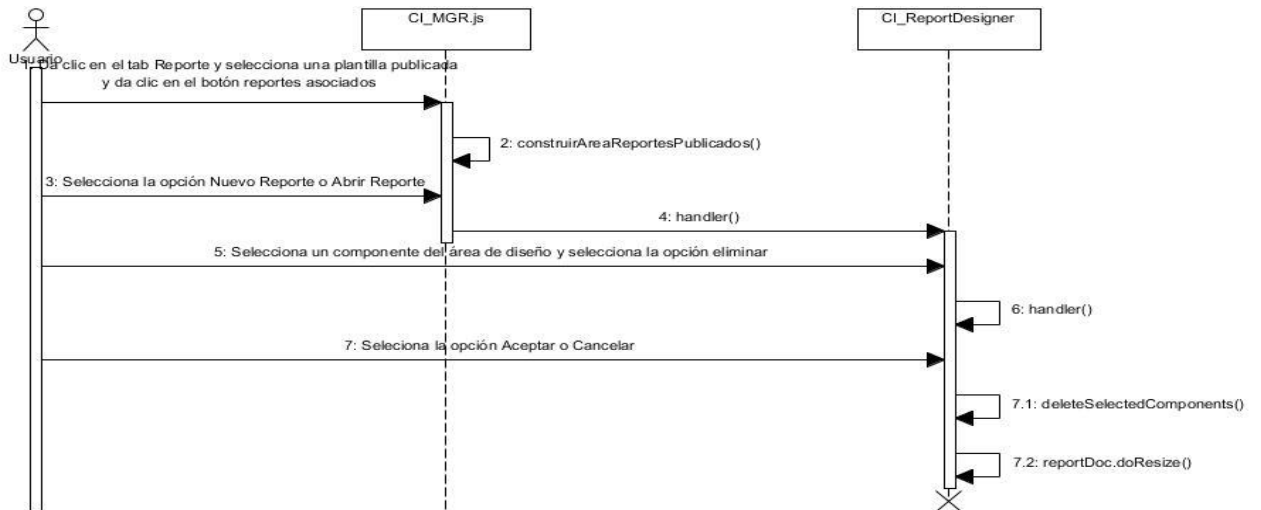 CI_MGR.js
CI_ReportDesigner
Usuario
1: Da clic en el tab Reporte y selecciona una plantilla publicada
y da clic en el botón reportes asociados
2: construirAreaReportesPublicados()
3: Selecciona la opción Nuevo Reporte o Abrir Reporte
4: handler()
5: Selecciona un componente del área de diseño y selecciona la opción eliminar
6: handler()
7: Seleciona la opción Aceptar o Cancelar
7.1: deleteSelectedComponents()
7.2: reportDoc.doResize()